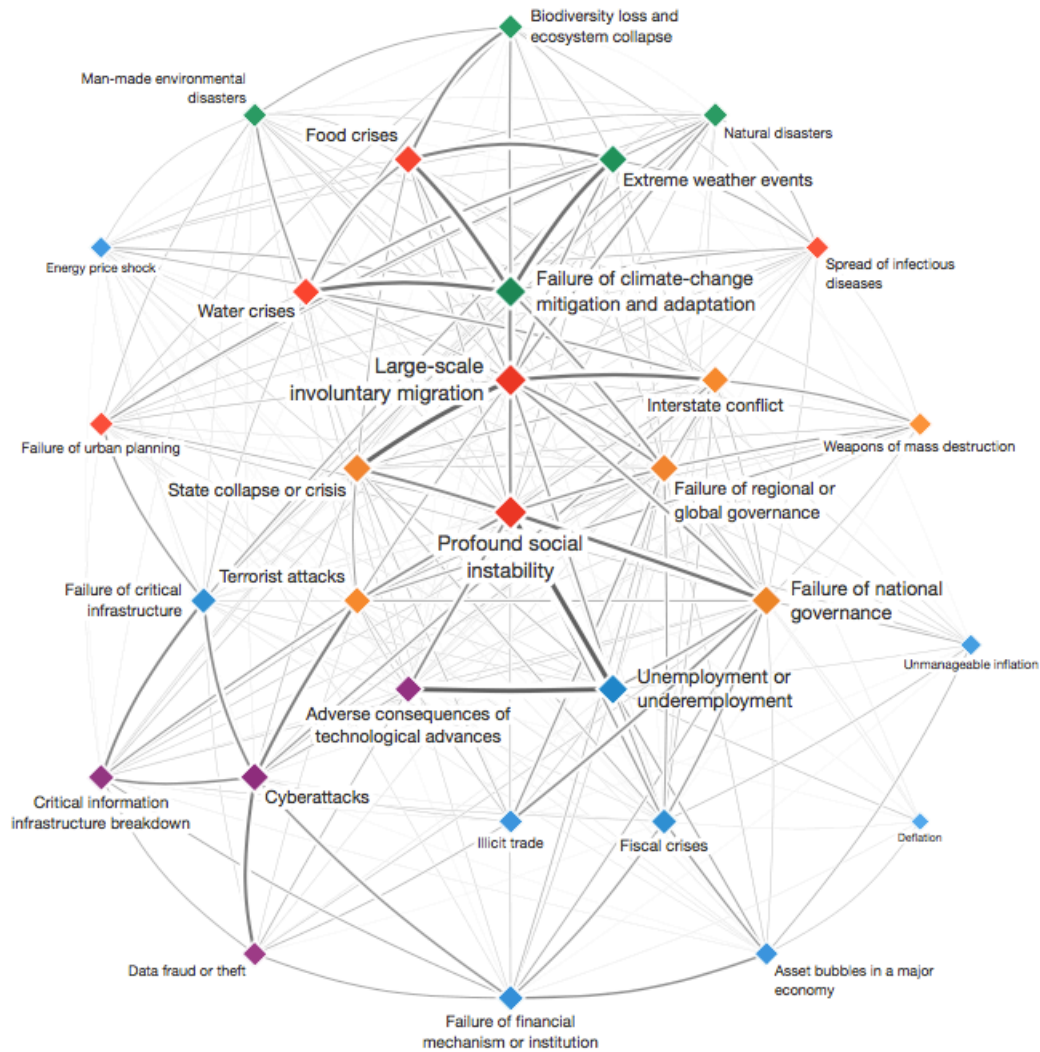 Biodiversity loss and
ecosystem collapse
Man-made environmental
disasters
Natural disasters
Food crises
Extreme weather events
Energy price shock
Spread of infectious
diseases
Failure of climate-change
mitigation and adaptation
Water crises
Large-scale
involuntary migration
Interstate conflict
Failure of urban planning
Weapons of mass destruction
State collapse or crisis
Failure of regional or
global governance
Profound social
instability
Terrorist attacks
Failure of critical
infrastructure
Failure of national
governance
Unmanageable inflation
Unemployment or
underemployment
Adverse consequences of
technological advances
Cyberattacks
Critical information
infrastructure breakdown
Illicit trade
Fiscal crises
Deflation
Data fraud or theft
Asset bubbles in a major
economy
Failure of financial
mechanism or institution